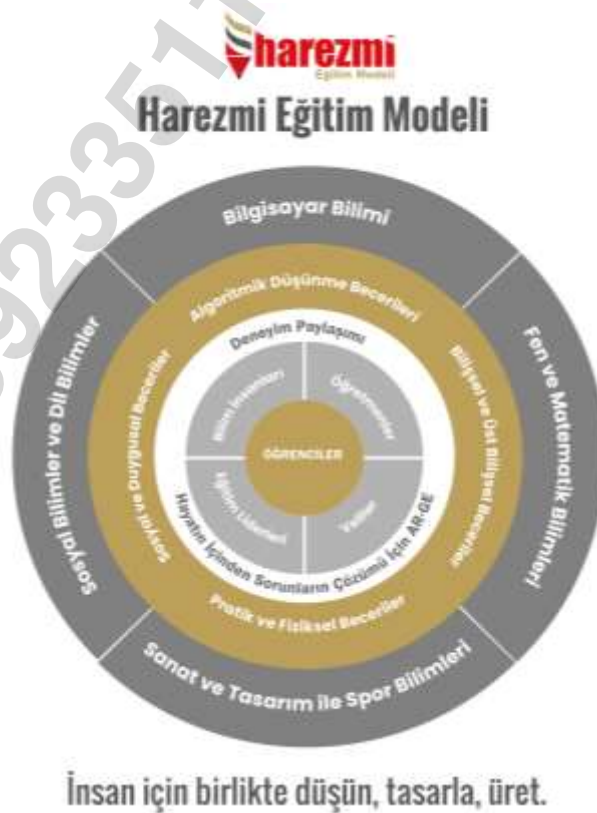 harezmi
Eğitim Modeli
Harezmi Eğitim Modeli
Bilgisayar Bilimi
Fen ve Matematik Bilimleri
Sanat ve Tasarım ile Spor Bilimleri
Sosyal Bilimler ve Dil Bilimler
Algoritmik Düşünme Becerileri
Bilişsel ve Üst Bilişsel Beceriler
Pratik ve Fiziksel Beceriler
Sosyal ve Duygusal Beceriler
Deneyim Paylaşımı
Hayatın İçinden Sorunların Çözümü İçin AR-GE
Bilim İnsanları
Öğretmenler
Eğitim Liderleri
Veliler
ÖĞRENCİLER
İnsan için birlikte düşün, tasarla, üret.